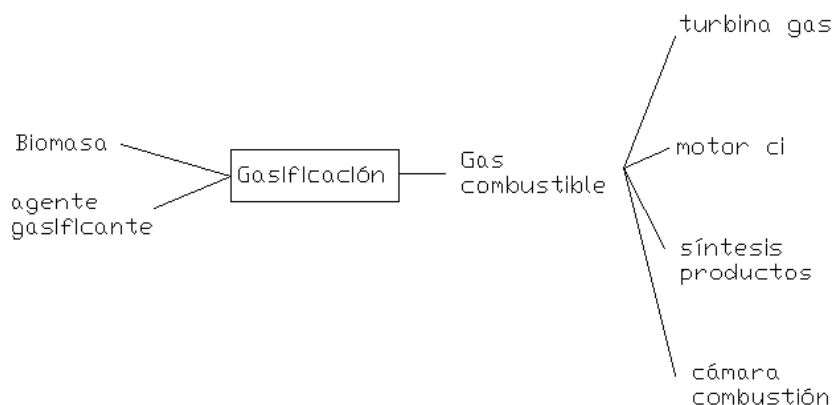 Biomasa
agente
gasificante
Gasificación
Gas
combustible
turbina gas
motor ci
síntesis
productos
cámara
combustión